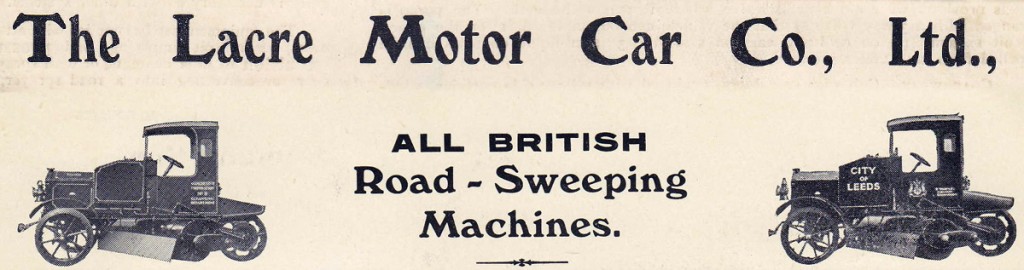 The Lacre Motor Car Co., Ltd.,
ALL BRITISH
Road - Sweeping
Machines.
CITY OF
LEEDS